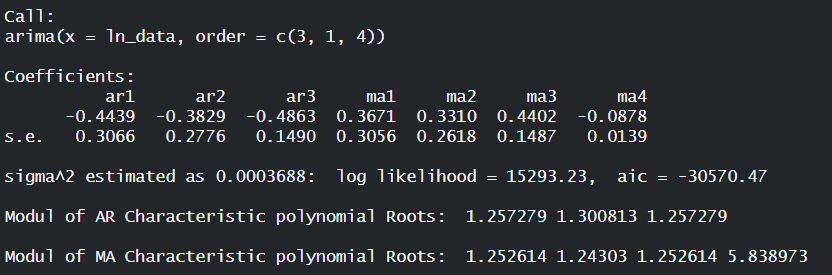 Call:
arima(x = ln_data, order = c(3, 1, 4))
Coefficients:
ar1 ar2 ar3 ma1 ma2 ma3 ma4
-0.4439 -0.3829 -0.4863 0.3671 0.3310 0.4402 -0.0878
s.e. 0.3066 0.2776 0.1490 0.3056 0.2618 0.1487 0.0139
sigma^2 estimated as 0.0003688: log likelihood = 15293.23, aic = -30570.47
Modul of AR Characteristic polynomial Roots: 1.257279 1.300813 1.257279
Modul of MA Characteristic polynomial Roots: 1.252614 1.24303 1.252614 5.838973